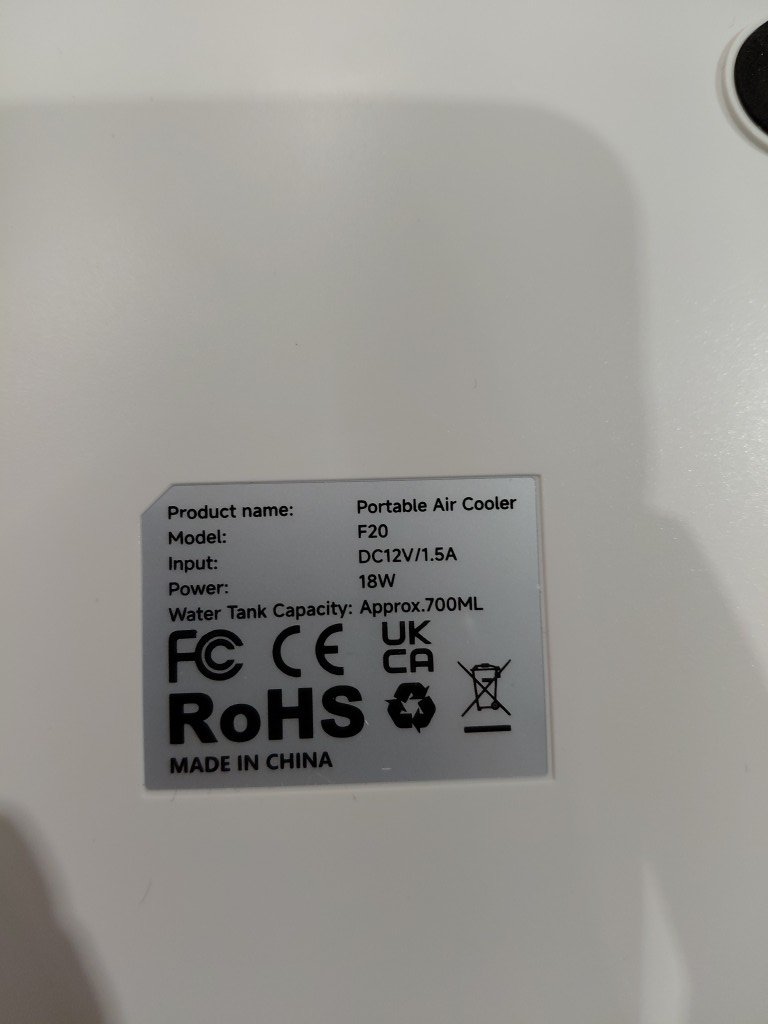 Product name: Portable Air Cooler
Model: F20
Input: DC12V/1.5A
Power: 18W
Water Tank Capacity: Approx.700ML
FC CE UK
CA
RoHS
MADE IN CHINA